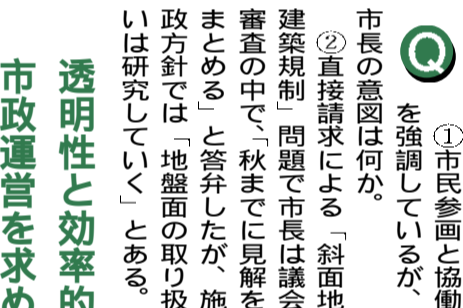 Q
①市民参画と協働
を強調しているが、
市長の意図は何か。
②直接請求による「斜面地
建築規制」問題で市長は議会
審査の中で、「秋までに見解を
まとめる」と答弁したが、施
政方針では「地盤面の取り扱
いは研究していく」とある。
透明性と効率的
市政運営を求め